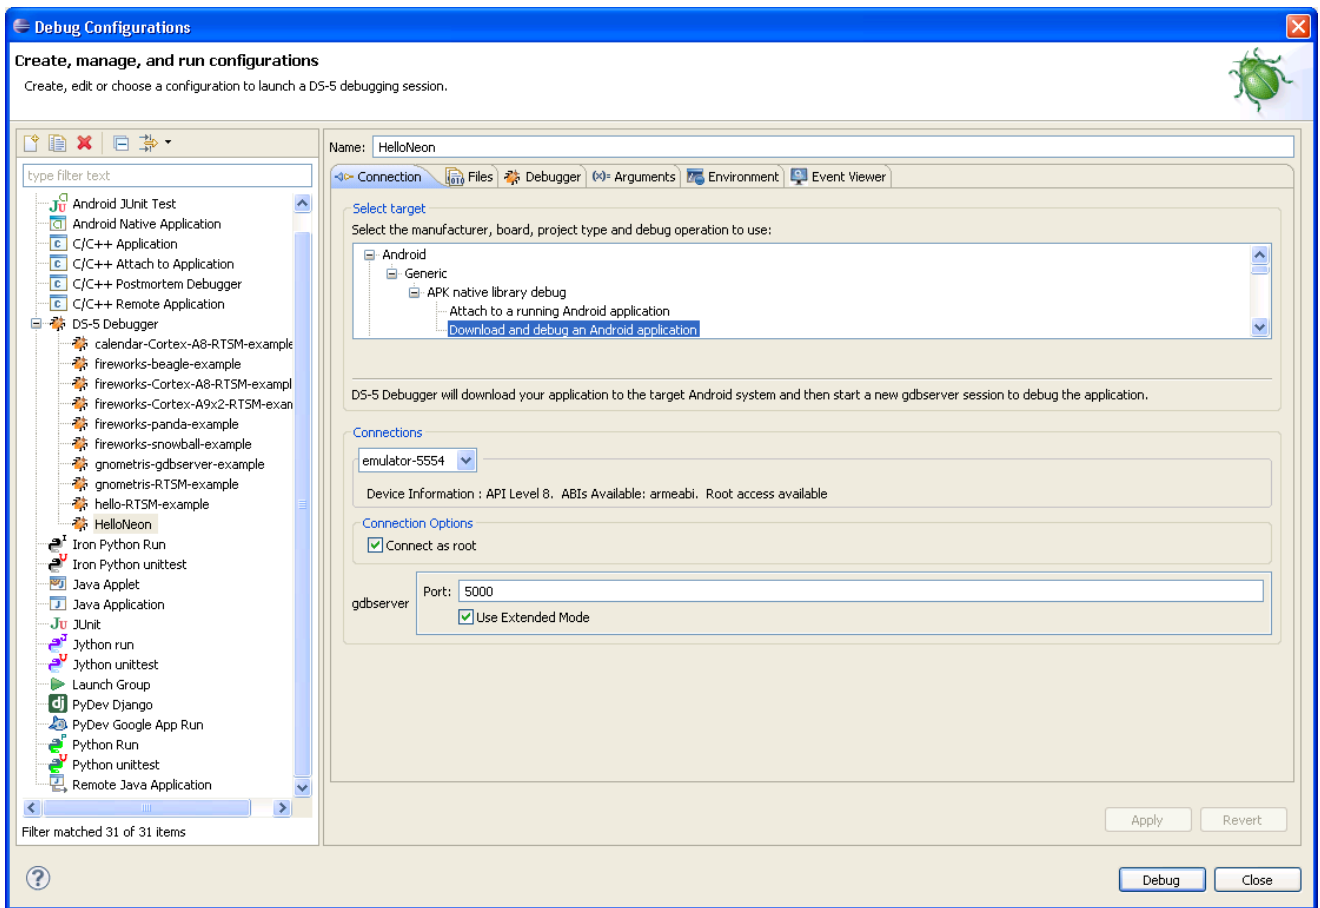 Debug Configurations
Create, manage, and run configurations
Create, edit or choose a configuration to launch a DS-5 debugging session.
type filter text
Android JUnit Test
Android Native Application
C/C++ Application
C/C++ Attach to Application
C/C++ Postmortem Debugger
C/C++ Remote Application
DS-5 Debugger
calendar-Cortex-A8-RTSM-example
fireworks-beagle-example
fireworks-Cortex-A8-RTSM-exampl
fireworks-Cortex-A9x2-RTSM-exan
fireworks-panda-example
fireworks-snowball-example
gnometris-gdbserver-example
gnometris-RTSM-example
hello-RTSM-example
HelloNeon
Iron Python Run
Iron Python unittest
Java Applet
Java Application
JUnit
Jython run
Jython unittest
Launch Group
PyDev Django
PyDev Google App Run
Python Run
Python unittest
Remote Java Application
Filter matched 31 of 31 items
Name: HelloNeon
Connection Files Debugger (x)= Arguments Environment Event Viewer
Select target
Select the manufacturer, board, project type and debug operation to use:
Android
Generic
APK native library debug
Attach to a running Android application
Download and debug an Android application
DS-5 Debugger will download your application to the target Android system and then start a new gdbserver session to debug the application.
Connections
emulator-5554
Device Information : API Level 8. ABIs Available: armeabi. Root access available
Connection Options
Connect as root
gdbserver
Port: 5000
Use Extended Mode
Apply Revert
Debug Close